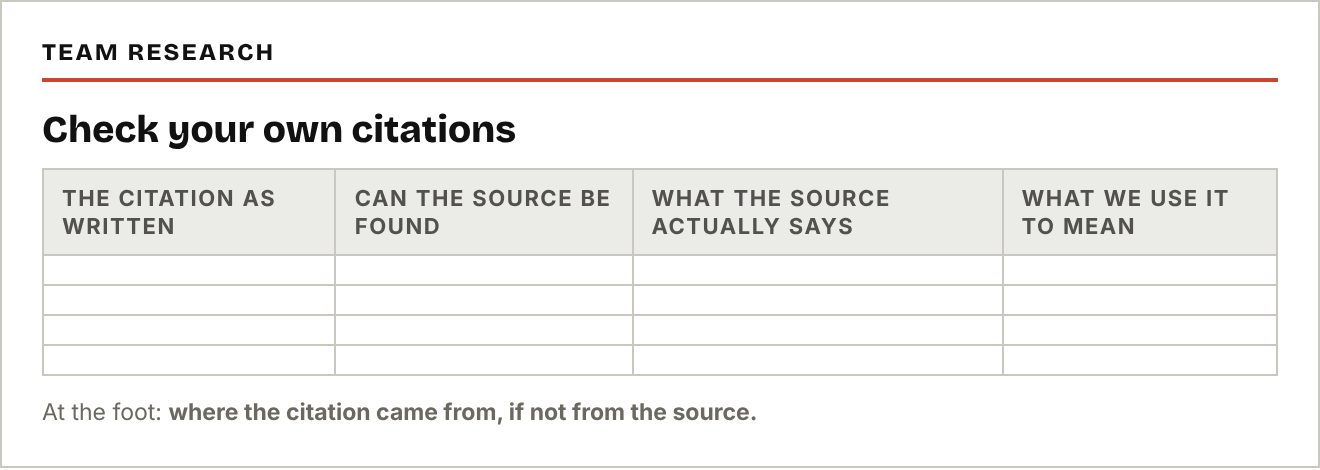 TEAM RESEARCH
Check your own citations
THE CITATION AS WRITTEN
CAN THE SOURCE BE FOUND
WHAT THE SOURCE ACTUALLY SAYS
WHAT WE USE IT TO MEAN
At the foot: where the citation came from, if not from the source.